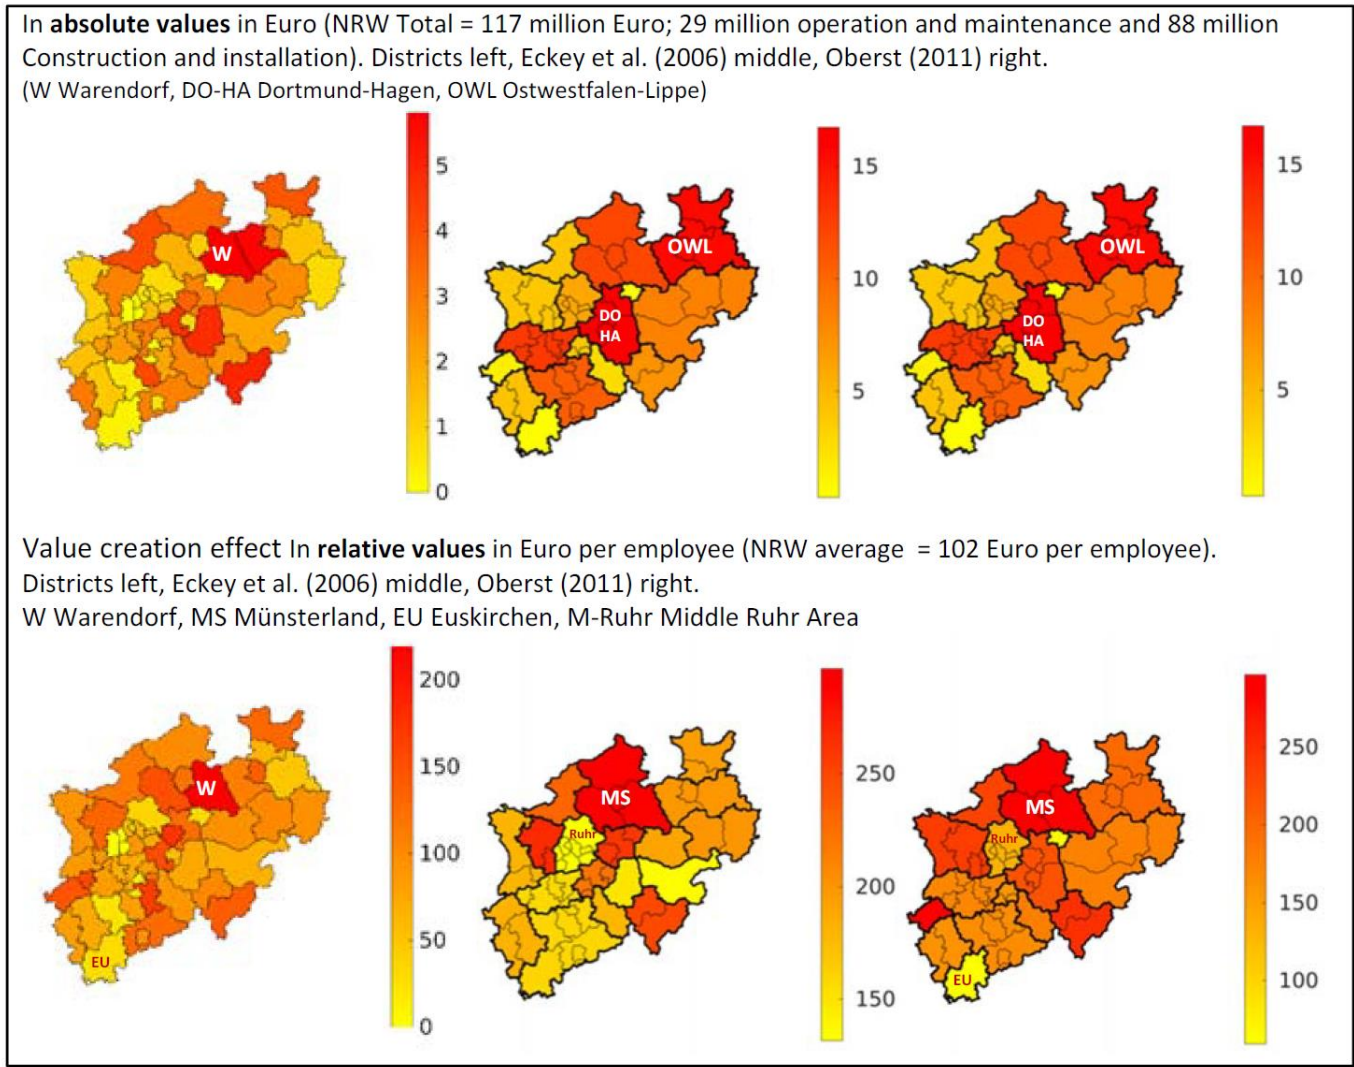 In absolute values in Euro (NRW Total = 117 million Euro; 29 million operation and maintenance and 88 million
Construction and installation). Districts left, Eckey et al. (2006) middle, Oberst (2011) right.
(W Warendorf, DO-HA Dortmund-Hagen, OWL Ostwestfalen-Lippe)
5
4
3
2
1
0
W
15
10
5
OWL
DO
HA
15
10
5
OWL
DO
HA
Value creation effect In relative values in Euro per employee (NRW average = 102 Euro per employee).
Districts left, Eckey et al. (2006) middle, Oberst (2011) right.
W Warendorf, MS Münsterland, EU Euskirchen, M-Ruhr Middle Ruhr Area
200
150
100
50
0
W
EU
250
200
150
MS
Ruhr
250
200
150
100
MS
Ruhr
EU